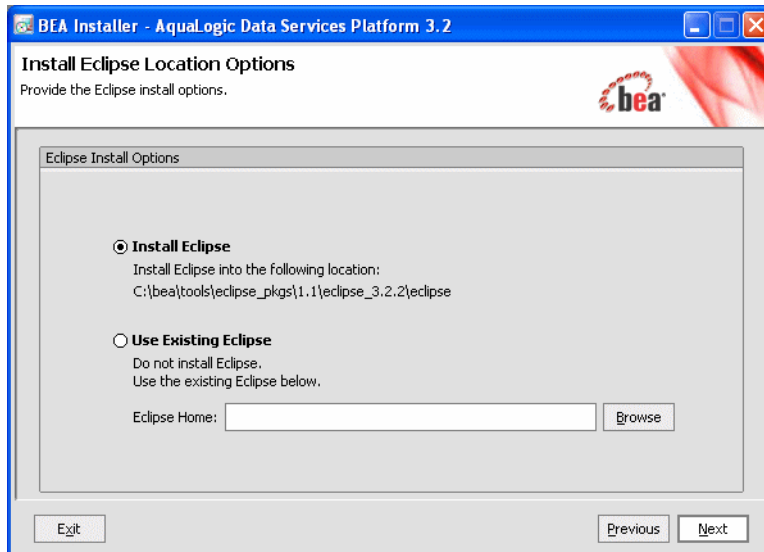 BEA Installer - AquaLogic Data Services Platform 3.2
Install Eclipse Location Options
Provide the Eclipse install options.
bea
Eclipse Install Options
Install Eclipse
Install Eclipse into the following location:
C:\bea\tools\eclipse_pkgs\1.1\eclipse_3.2.2\eclipse
Use Existing Eclipse
Do not install Eclipse.
Use the existing Eclipse below.
Eclipse Home:
Browse
Exit
Previous
Next